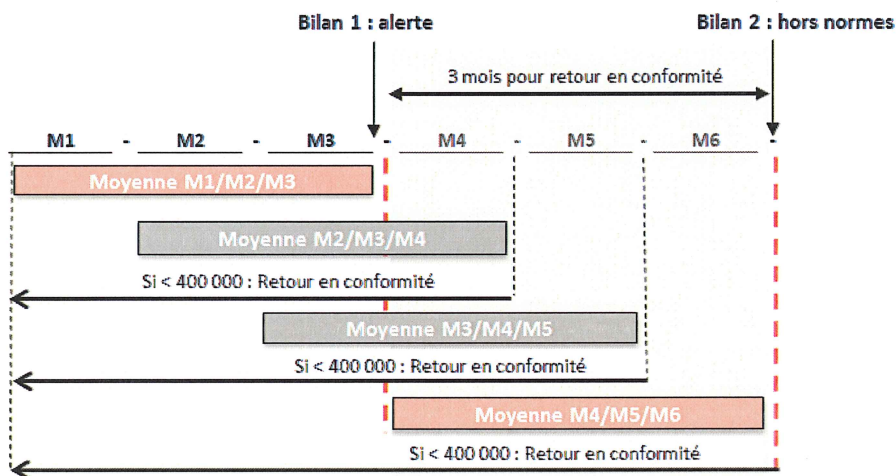 Bilan 1 : alerte
Bilan 2 : hors normes
3 mois pour retour en conformité
M1 - M2 - M3 - M4 - M5 - M6 -
Moyenne M1/M2/M3
Moyenne M2/M3/M4
Si < 400 000 : Retour en conformité
Moyenne M3/M4/M5
Si < 400 000 : Retour en conformité
Moyenne M4/M5/M6
Si < 400 000 : Retour en conformité